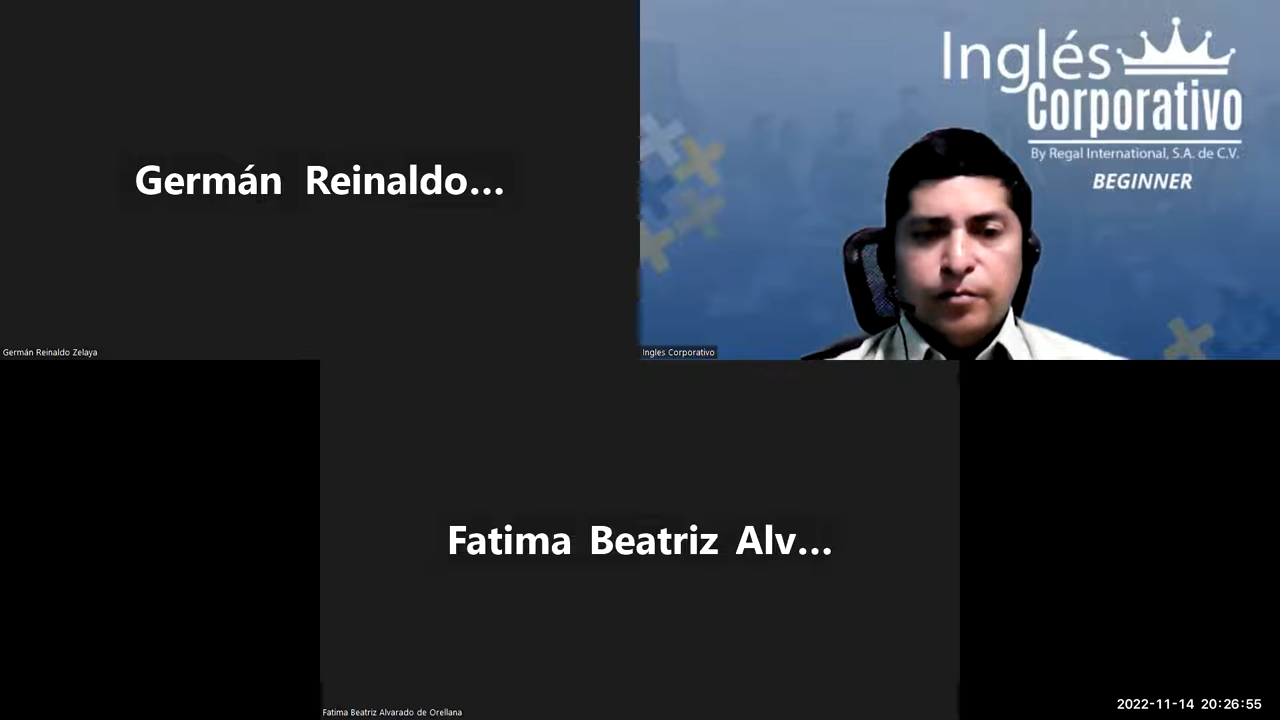 Germán Reinaldo...
Germán Reinaldo Zelaya
Inglés
Corporativo
By Regal International, S.A. de C.V.
BEGINNER
Ingles Corporativo
Fatima Beatriz Alv...
Fatima Beatriz Alvarado de Orellana
2022-11-14 20:26:55